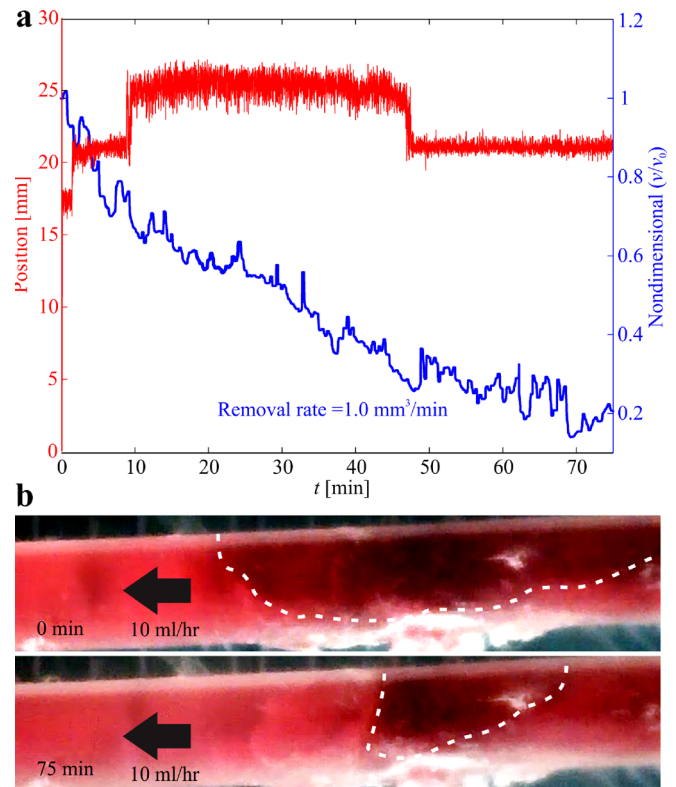 a
30
25
20
15
10
5
0
Position [mm]
1.2
1
0.8
0.6
0.4
0.2
Nondimensional (v/v₀)
Removal rate =1.0 mm³/min
0 10 20 30 40 50 60 70
t [min]
b
0 min 10 ml/hr
75 min 10 ml/hr